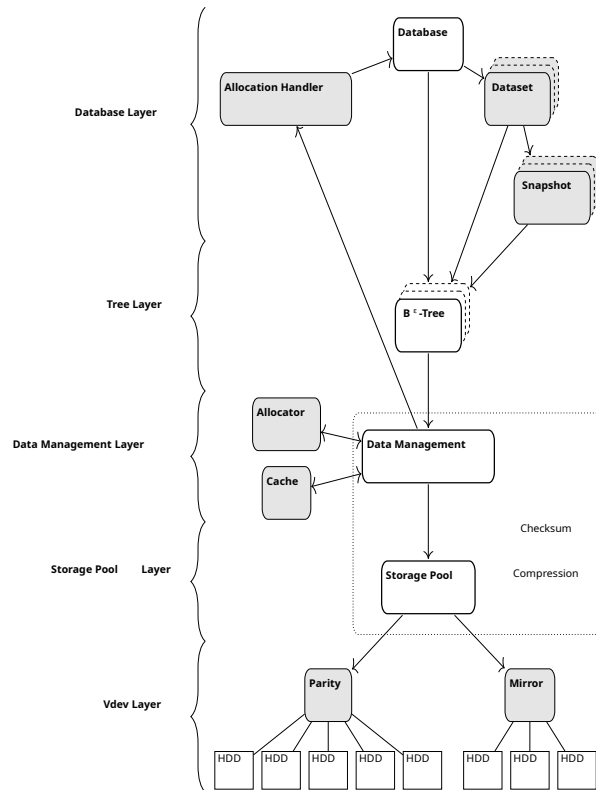 Database
Allocation Handler
Dataset
Database Layer
Snapshot
Tree Layer
B ε -Tree
Allocator
Data Management Layer
Data Management
Cache
Checksum
Storage Pool Layer
Storage Pool
Compression
Parity
Mirror
Vdev Layer
HDD HDD HDD HDD HDD HDD HDD HDD